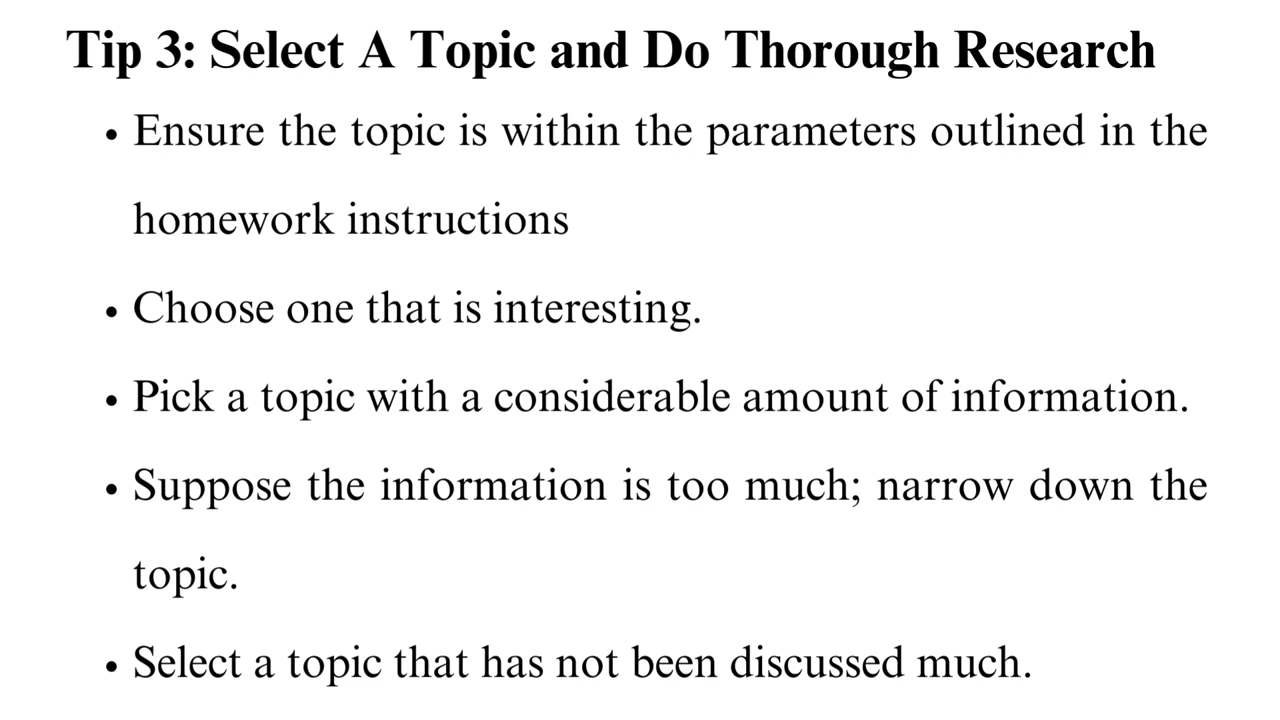 Tip 3: Select A Topic and Do Thorough Research
• Ensure the topic is within the parameters outlined in the
homework instructions
• Choose one that is interesting.
• Pick a topic with a considerable amount of information.
• Suppose the information is too much; narrow down the
topic.
• Select a topic that has not been discussed much.